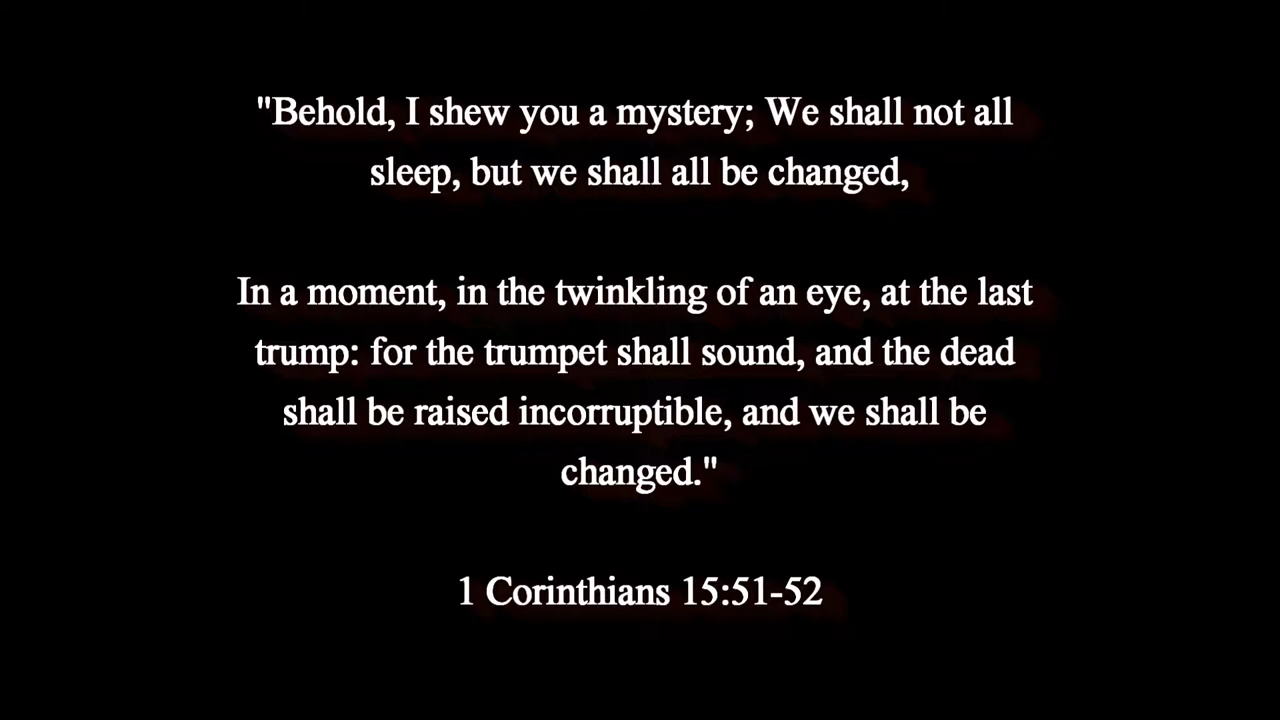 "Behold, I shew you a mystery; We shall not all
sleep, but we shall all be changed,
In a moment, in the twinkling of an eye, at the last
trump: for the trumpet shall sound, and the dead
shall be raised incorruptible, and we shall be
changed."
1 Corinthians 15:51-52